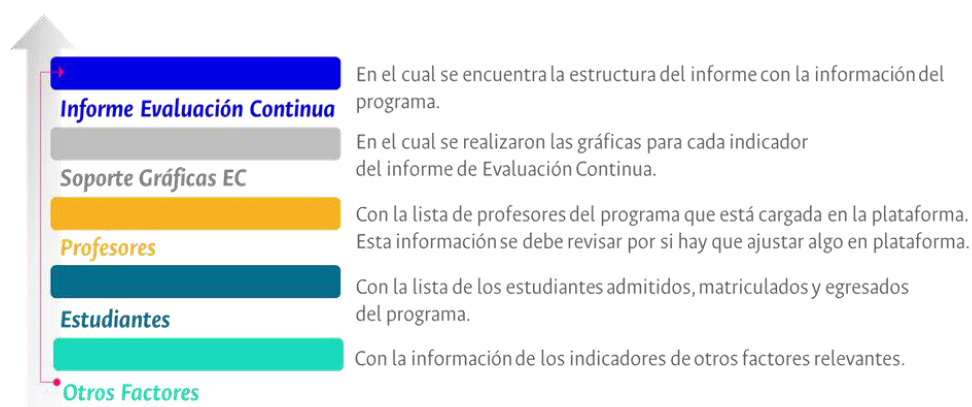 En el cual se encuentra la estructura del informe con la información del
programa.
Informe Evaluación Continua
En el cual se realizaron las gráficas para cada indicador
del informe de Evaluación Continua.
Soporte Gráficas EC
Con la lista de profesores del programa que está cargada en la plataforma.
Esta información se debe revisar por si hay que ajustar algo en plataforma.
Profesores
Con la lista de los estudiantes admitidos, matriculados y egresados
del programa.
Estudiantes
Con la información de los indicadores de otros factores relevantes.
Otros Factores